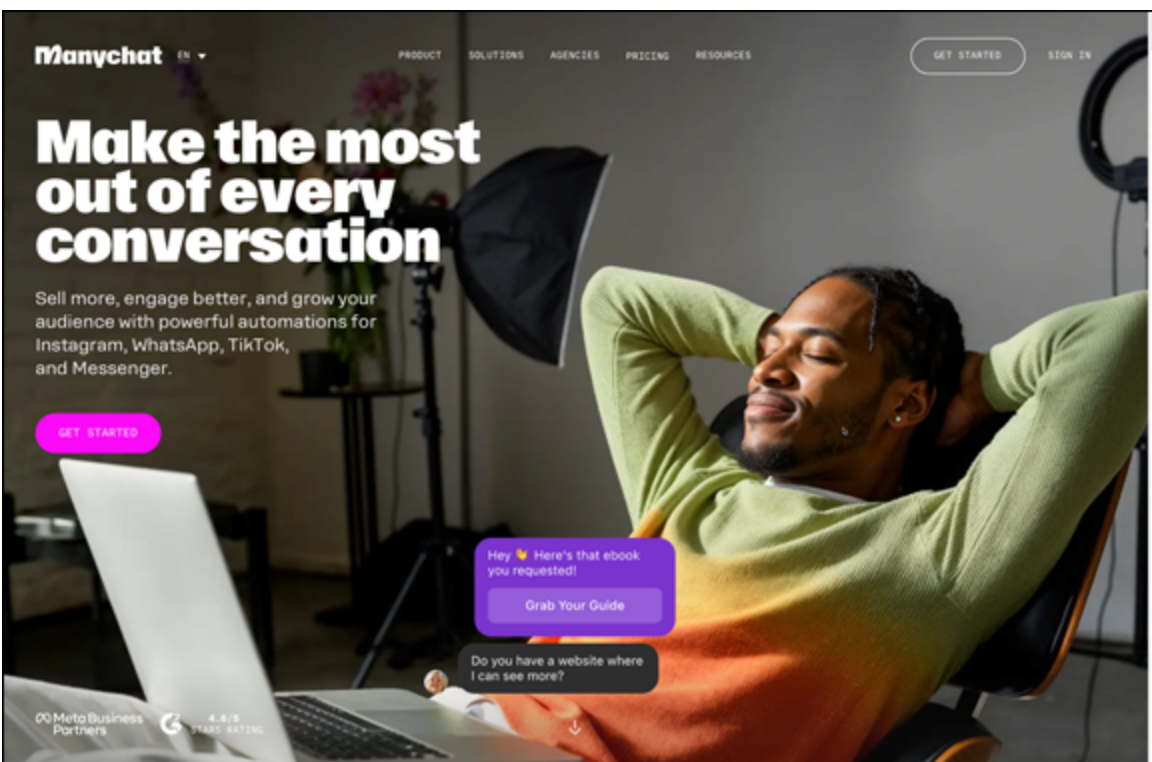 Manychat
EN
PRODUCT
SOLUTIONS
AGENCIES
PRICING
RESOURCES
GET STARTED
SIGN IN
Make the most
out of every
conversation
Sell more, engage better, and grow your
audience with powerful automations for
Instagram, WhatsApp, TikTok,
and Messenger.
GET STARTED
Hey 👋 Here's that ebook
you requested!
Grab Your Guide
Do you have a website where
I can see more?
Meta Business
Partners
4.8/5
STARS RATING